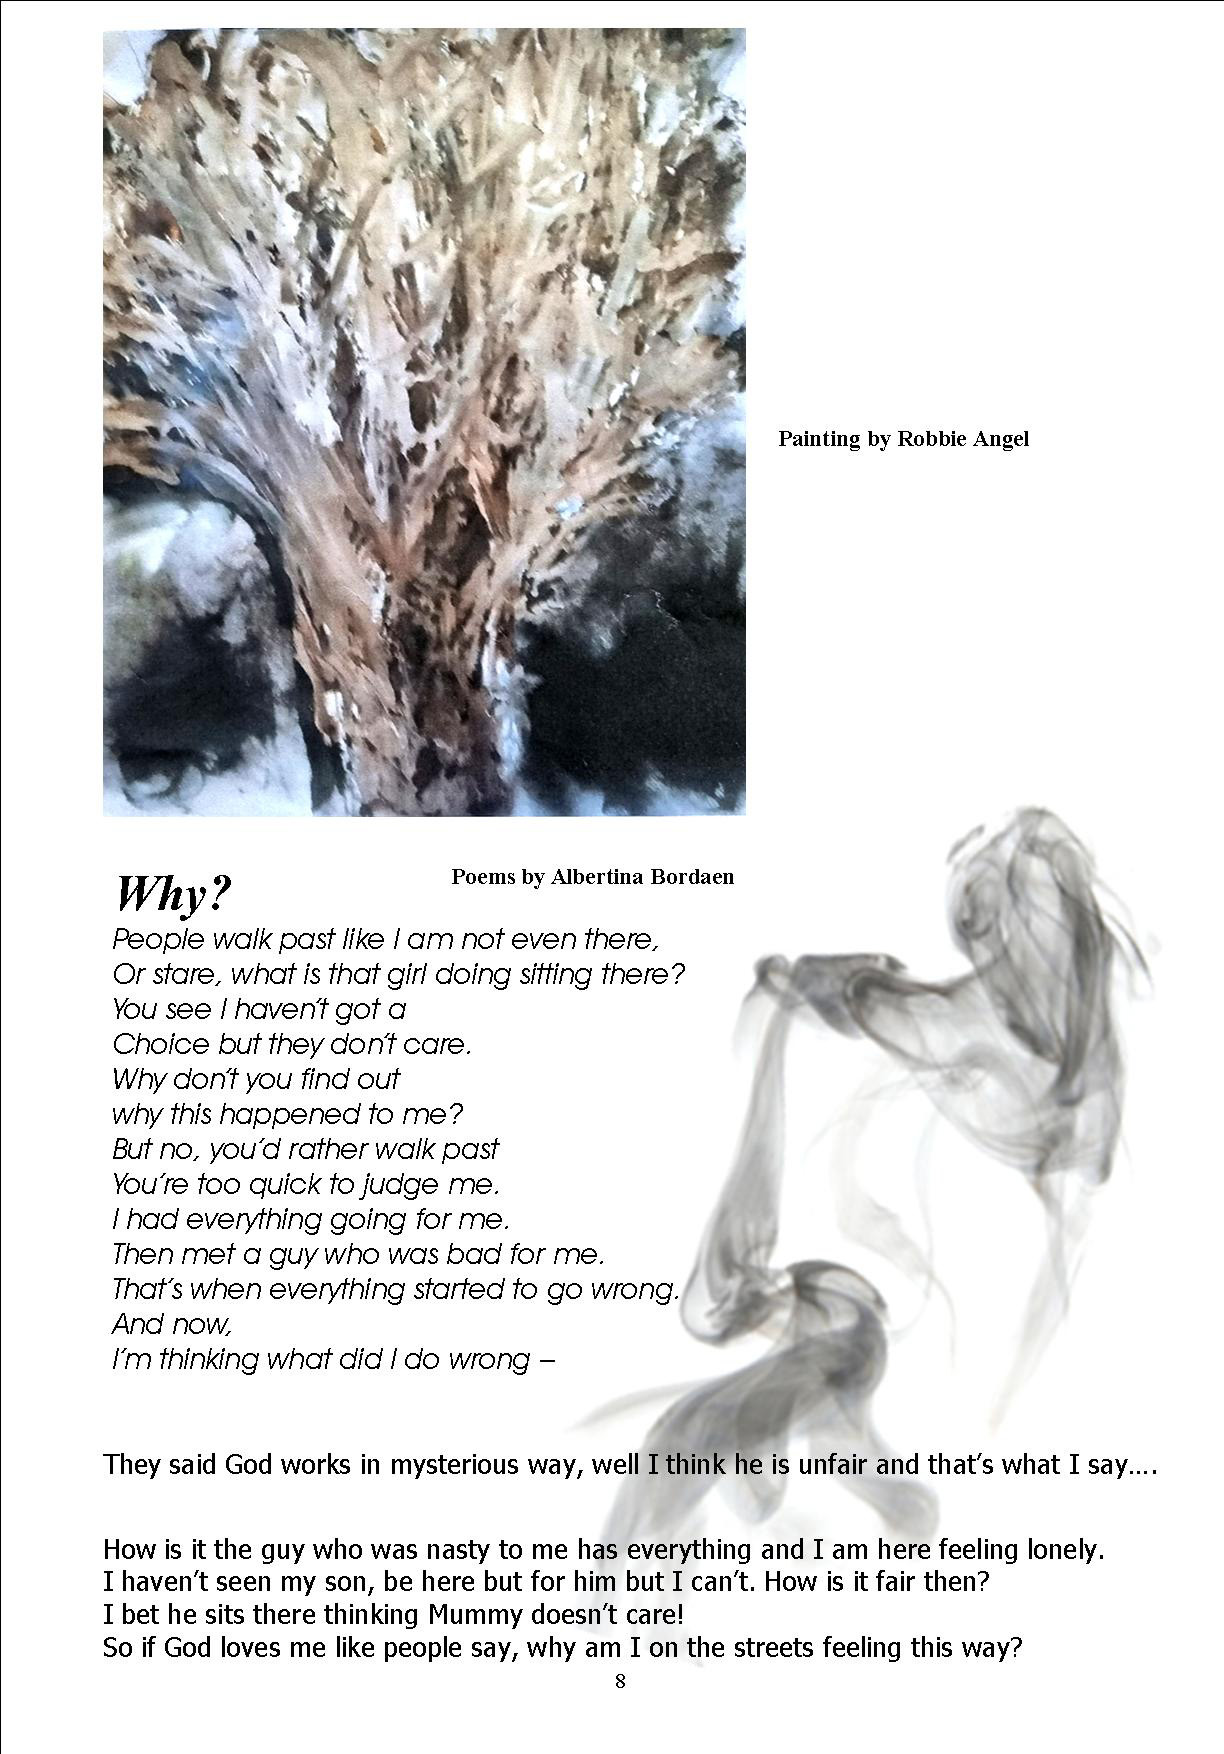 Painting by Robbie Angel
Why?
Poems by Albertina Bordaen
People walk past like I am not even there,
Or stare, what is that girl doing sitting there?
You see I haven't got a
Choice but they don't care.
Why don't you find out
why this happened to me?
But no, you'd rather walk past
You're too quick to judge me.
I had everything going for me.
Then met a guy who was bad for me.
That's when everything started to go wrong.
And now,
I'm thinking what did I do wrong –
They said God works in mysterious way, well I think he is unfair and that's what I say....
How is it the guy who was nasty to me has everything and I am here feeling lonely.
I haven't seen my son, be here but for him but I can't. How is it fair then?
I bet he sits there thinking Mummy doesn't care!
So if God loves me like people say, why am I on the streets feeling this way?
8